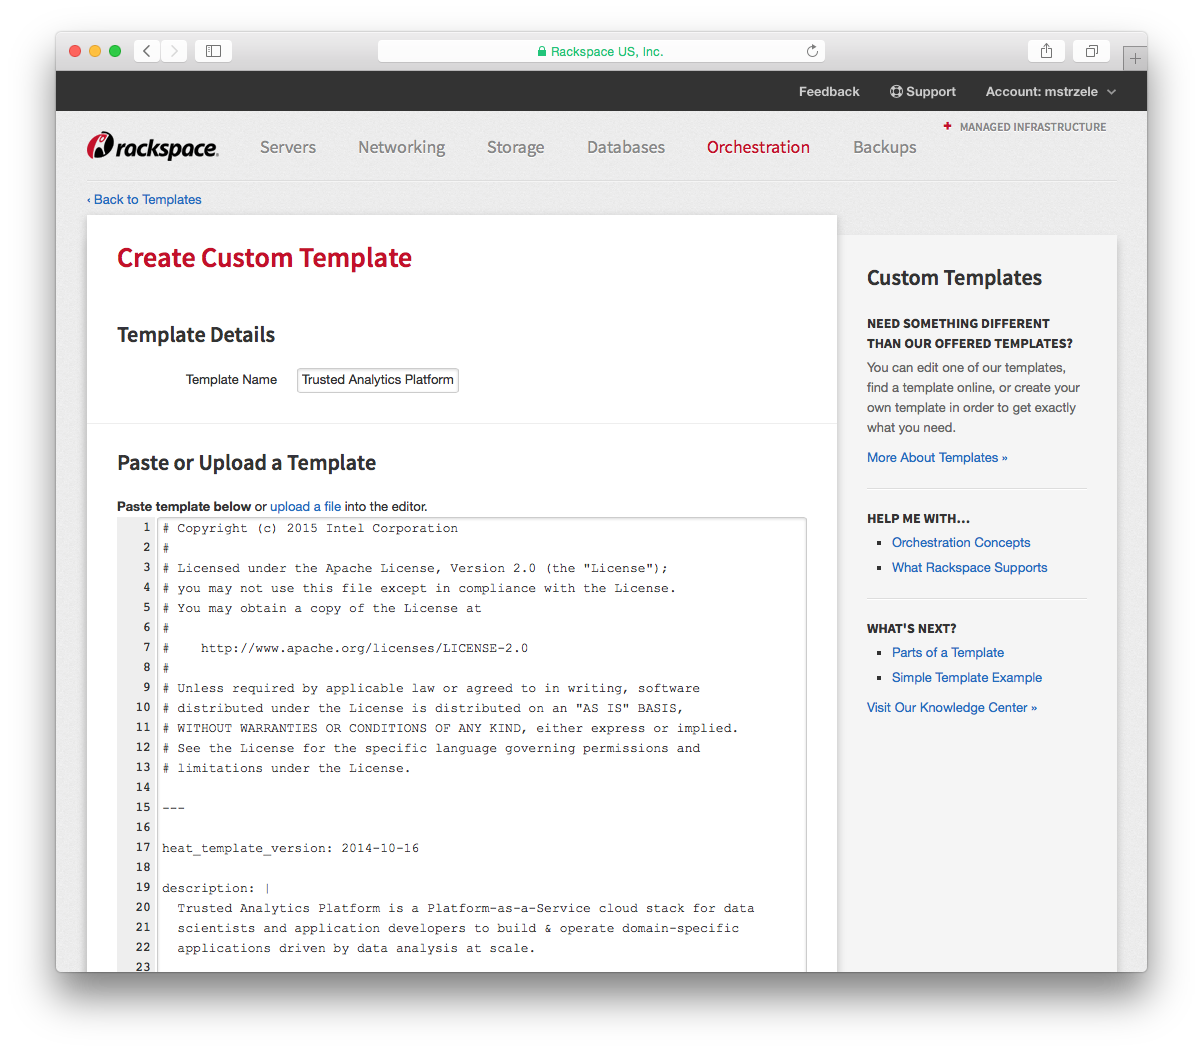 Rackspace US, Inc.
Feedback Support Account: mstrzele
MANAGED INFRASTRUCTURE
rackspace. Servers Networking Storage Databases Orchestration Backups
‹ Back to Templates
Create Custom Template
Template Details
Template Name Trusted Analytics Platform
Paste or Upload a Template
Paste template below or upload a file into the editor.
1 # Copyright (c) 2015 Intel Corporation
2 #
3 # Licensed under the Apache License, Version 2.0 (the "License");
4 # you may not use this file except in compliance with the License.
5 # You may obtain a copy of the License at
6 #
7 #    http://www.apache.org/licenses/LICENSE-2.0
8 #
9 # Unless required by applicable law or agreed to in writing, software
10 # distributed under the License is distributed on an "AS IS" BASIS,
11 # WITHOUT WARRANTIES OR CONDITIONS OF ANY KIND, either express or implied.
12 # See the License for the specific language governing permissions and
13 # limitations under the License.
14
15 ---
16
17 heat_template_version: 2014-10-16
18
19 description: |
20   Trusted Analytics Platform is a Platform-as-a-Service cloud stack for data
21   scientists and application developers to build & operate domain-specific
22   applications driven by data analysis at scale.
23
Custom Templates
NEED SOMETHING DIFFERENT
THAN OUR OFFERED TEMPLATES?
You can edit one of our templates,
find a template online, or create your
own template in order to get exactly
what you need.
More About Templates »
HELP ME WITH...
Orchestration Concepts
What Rackspace Supports
WHAT'S NEXT?
Parts of a Template
Simple Template Example
Visit Our Knowledge Center »